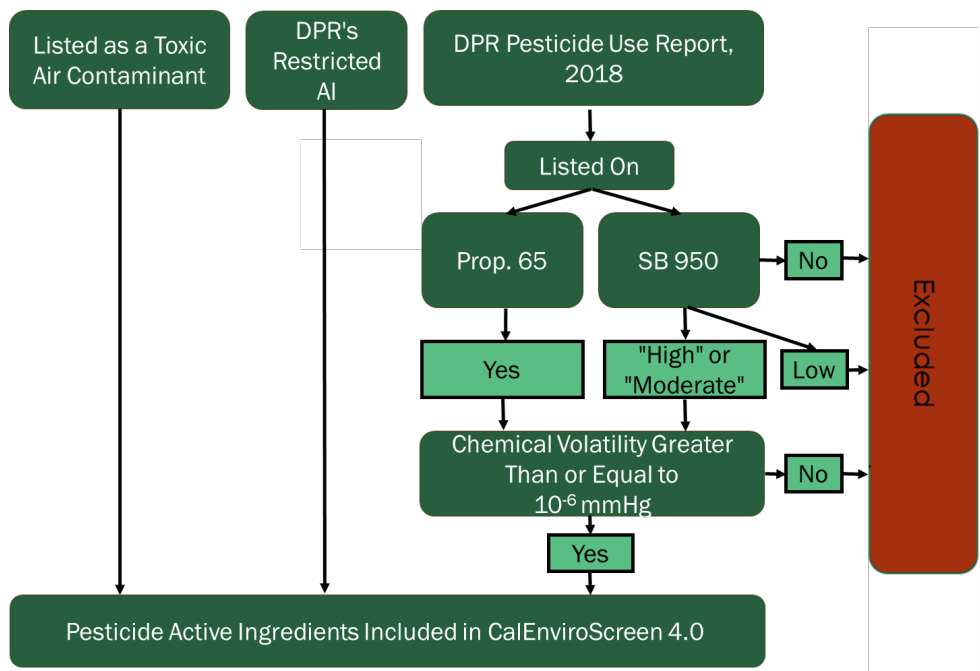 Listed as a Toxic
Air Contaminant
DPR's
Restricted
AI
DPR Pesticide Use Report,
2018
Listed On
Prop. 65
SB 950
No
Yes
"High" or
"Moderate"
Low
Excluded
Chemical Volatility Greater
Than or Equal to
10⁻⁶ mmHg
No
Yes
Pesticide Active Ingredients Included in CalEnviroScreen 4.0